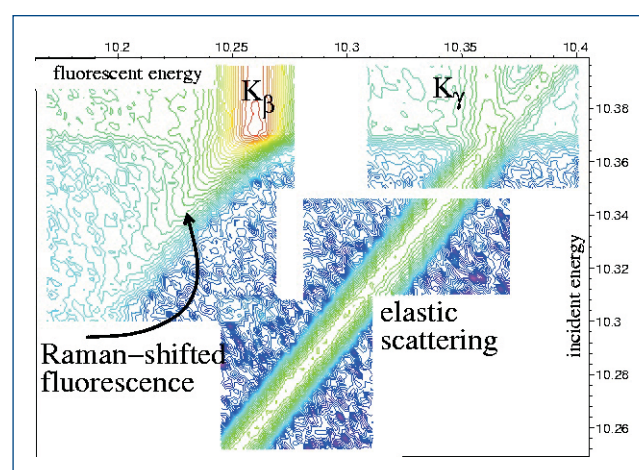 10.2 10.25 10.3 10.35 10.4
fluorescent energy
Kβ
Kγ
10.38
10.36
10.34
10.32
10.3
10.28
10.26
incident energy
elastic
scattering
Raman-shifted
fluorescence